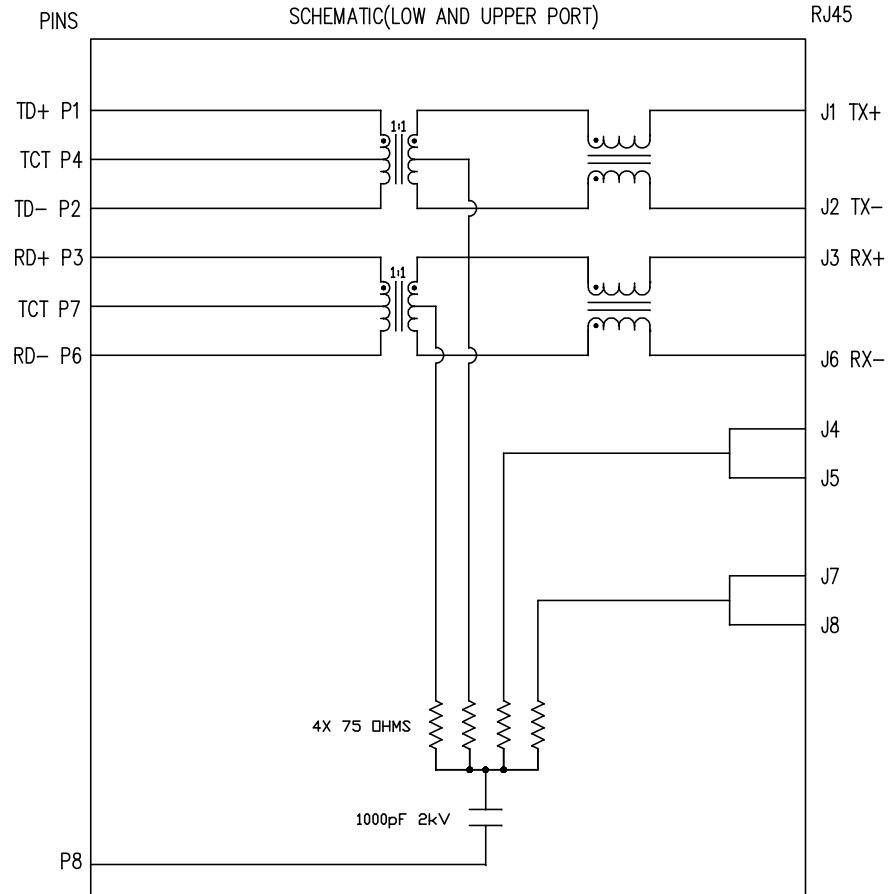 PINS
SCHEMATIC(LOW AND UPPER PORT)
RJ45
TD+ P1
1:1
J1 TX+
TCT P4
TD- P2
J2 TX-
RD+ P3
1:1
J3 RX+
TCT P7
RD- P6
J6 RX-
J4
J5
J7
J8
4X 75 OHMS
1000pF 2kV
P8